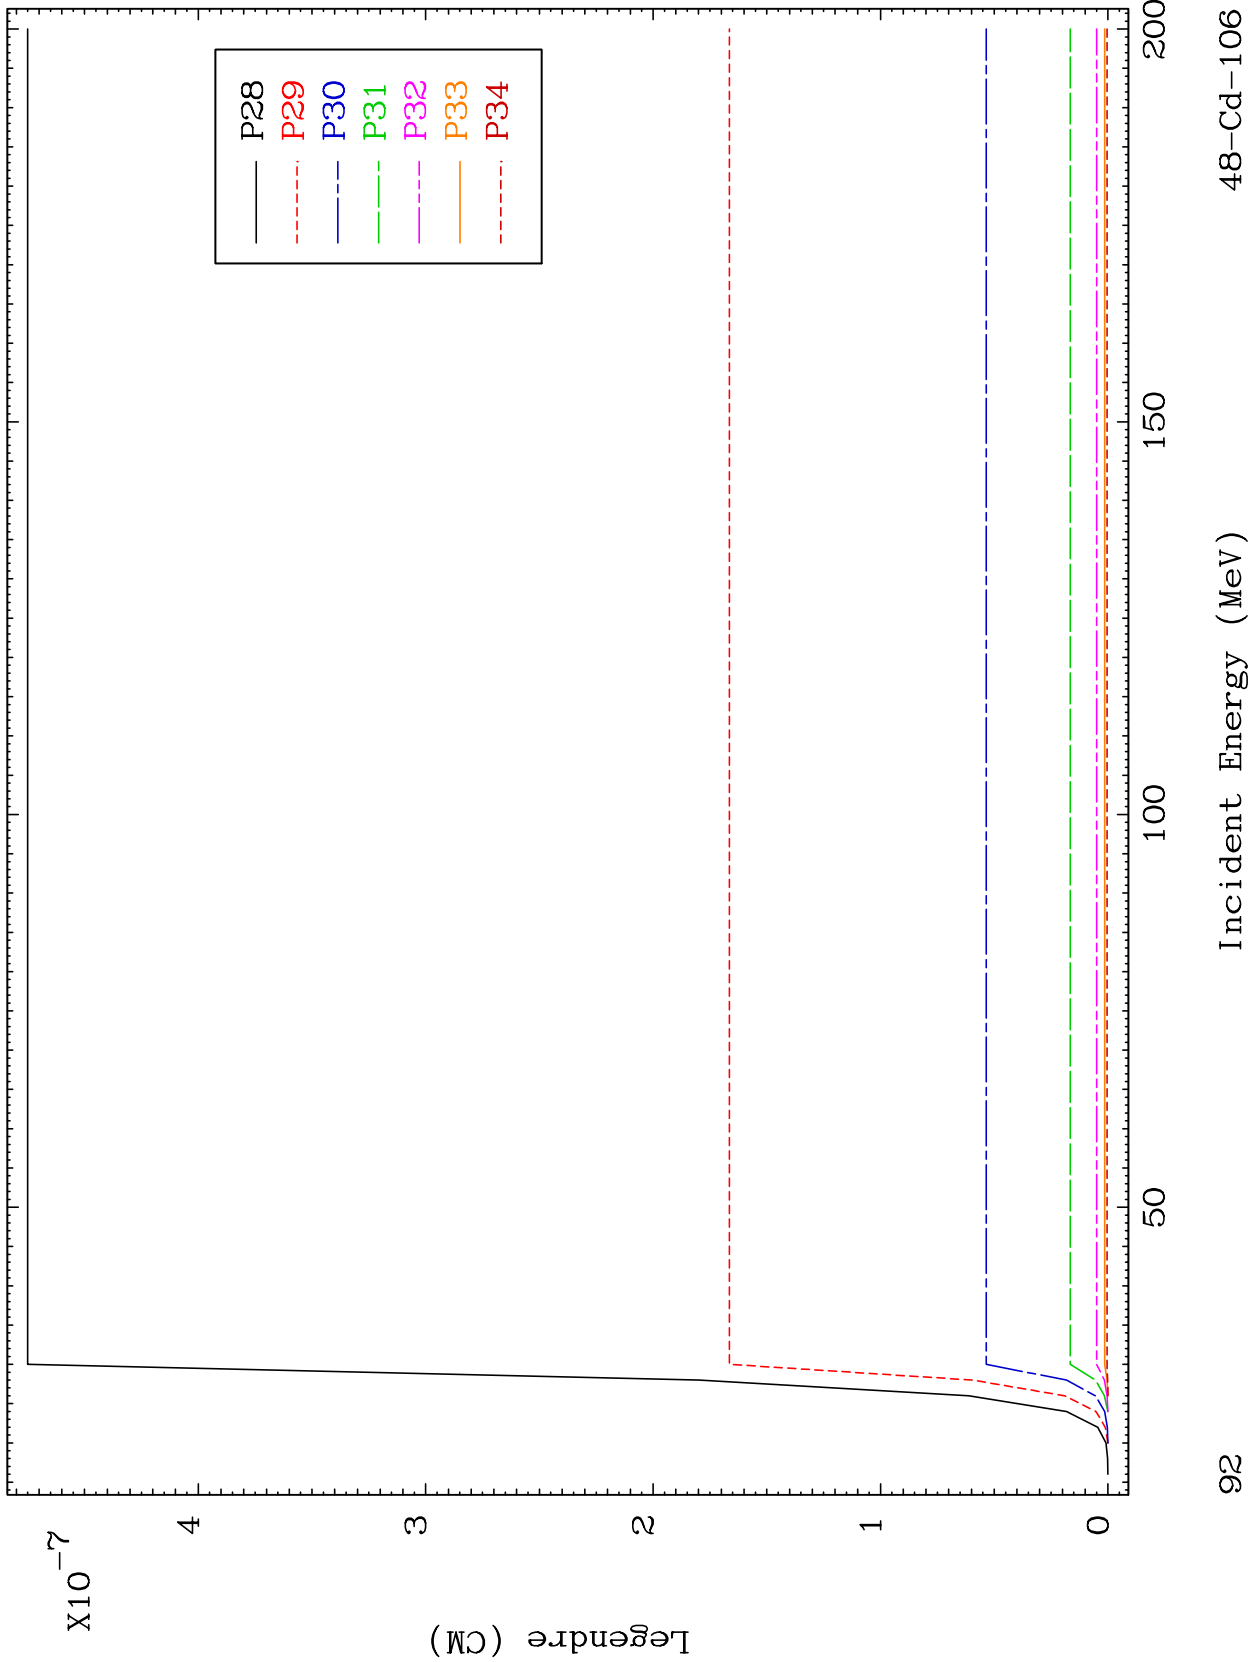 X10-7
Legendre (CM)
4
3
2
1
0
P28
P29
P30
P31
P32
P33
P34
50
100
150
200
Incident Energy (MeV)
92
48-Cd-106